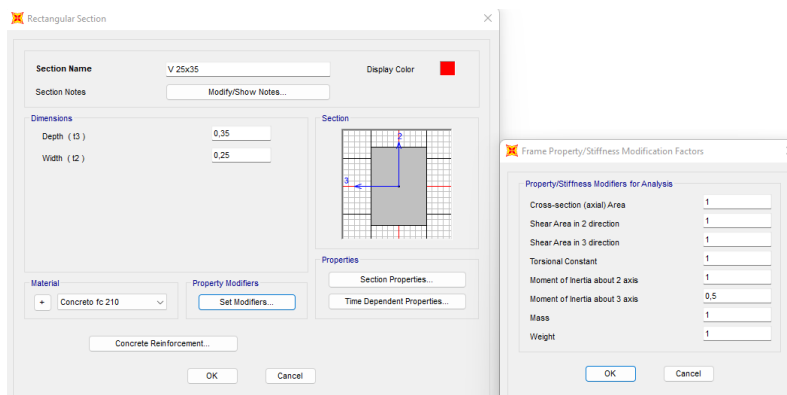 Rectangular Section
Section Name V 25x35 Display Color
Section Notes Modify/Show Notes...
Dimensions
Depth ( t3 ) 0,35
Width ( t2 ) 0,25
Section
2
3
Properties
Section Properties...
Time Dependent Properties...
Material
+ Concreto fc 210
Property Modifiers
Set Modifiers...
Concrete Reinforcement...
OK Cancel
Frame Property/Stiffness Modification Factors
Property/Stiffness Modifiers for Analysis
Cross-section (axial) Area 1
Shear Area in 2 direction 1
Shear Area in 3 direction 1
Torsional Constant 1
Moment of Inertia about 2 axis 1
Moment of Inertia about 3 axis 0,5
Mass 1
Weight 1
OK Cancel